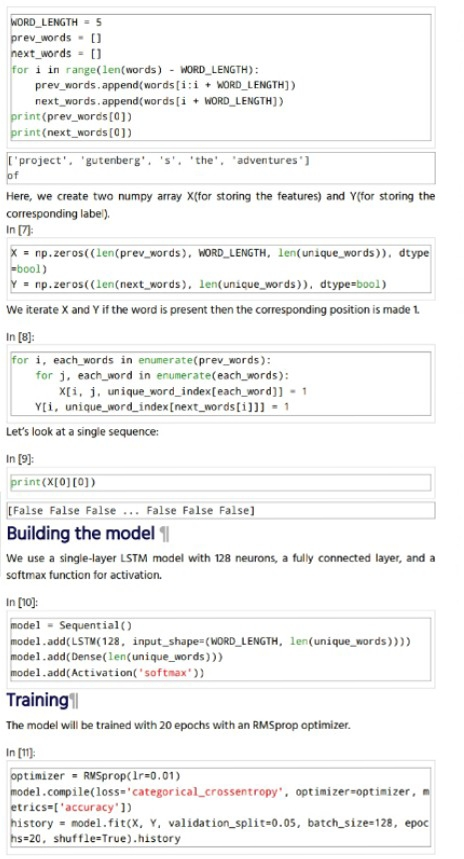 WORD_LENGTH = 5
prev_words = []
next_words = []
for i in range(len(words) - WORD_LENGTH):
    prev_words.append(words[i:i + WORD_LENGTH])
    next_words.append(words[i + WORD_LENGTH])
print(prev_words[0])
print(next_words[0])
['project', 'gutenberg', 's', 'the', 'adventures']
of
Here, we create two numpy array X(for storing the features) and Y(for storing the
corresponding label).
In [7]:
X = np.zeros((len(prev_words), WORD_LENGTH, len(unique_words)), dtype
=bool)
Y = np.zeros((len(next_words), len(unique_words)), dtype=bool)
We iterate X and Y if the word is present then the corresponding position is made 1.
In [8]:
for i, each_words in enumerate(prev_words):
    for j, each_word in enumerate(each_words):
        X[i, j, unique_word_index[each_word]] = 1
    Y[i, unique_word_index[next_words[i]]] = 1
Let's look at a single sequence:
In [9]:
print(X[0][0])
[False False False ... False False False]
Building the model ¶
We use a single-layer LSTM model with 128 neurons, a fully connected layer, and a
softmax function for activation.
In [10]:
model = Sequential()
model.add(LSTM(128, input_shape=(WORD_LENGTH, len(unique_words))))
model.add(Dense(len(unique_words)))
model.add(Activation('softmax'))
Training¶
The model will be trained with 20 epochs with an RMSprop optimizer.
In [11]:
optimizer = RMSprop(lr=0.01)
model.compile(loss='categorical_crossentropy', optimizer=optimizer, m
etrics=['accuracy'])
history = model.fit(X, Y, validation_split=0.05, batch_size=128, epoc
hs=20, shuffle=True).history